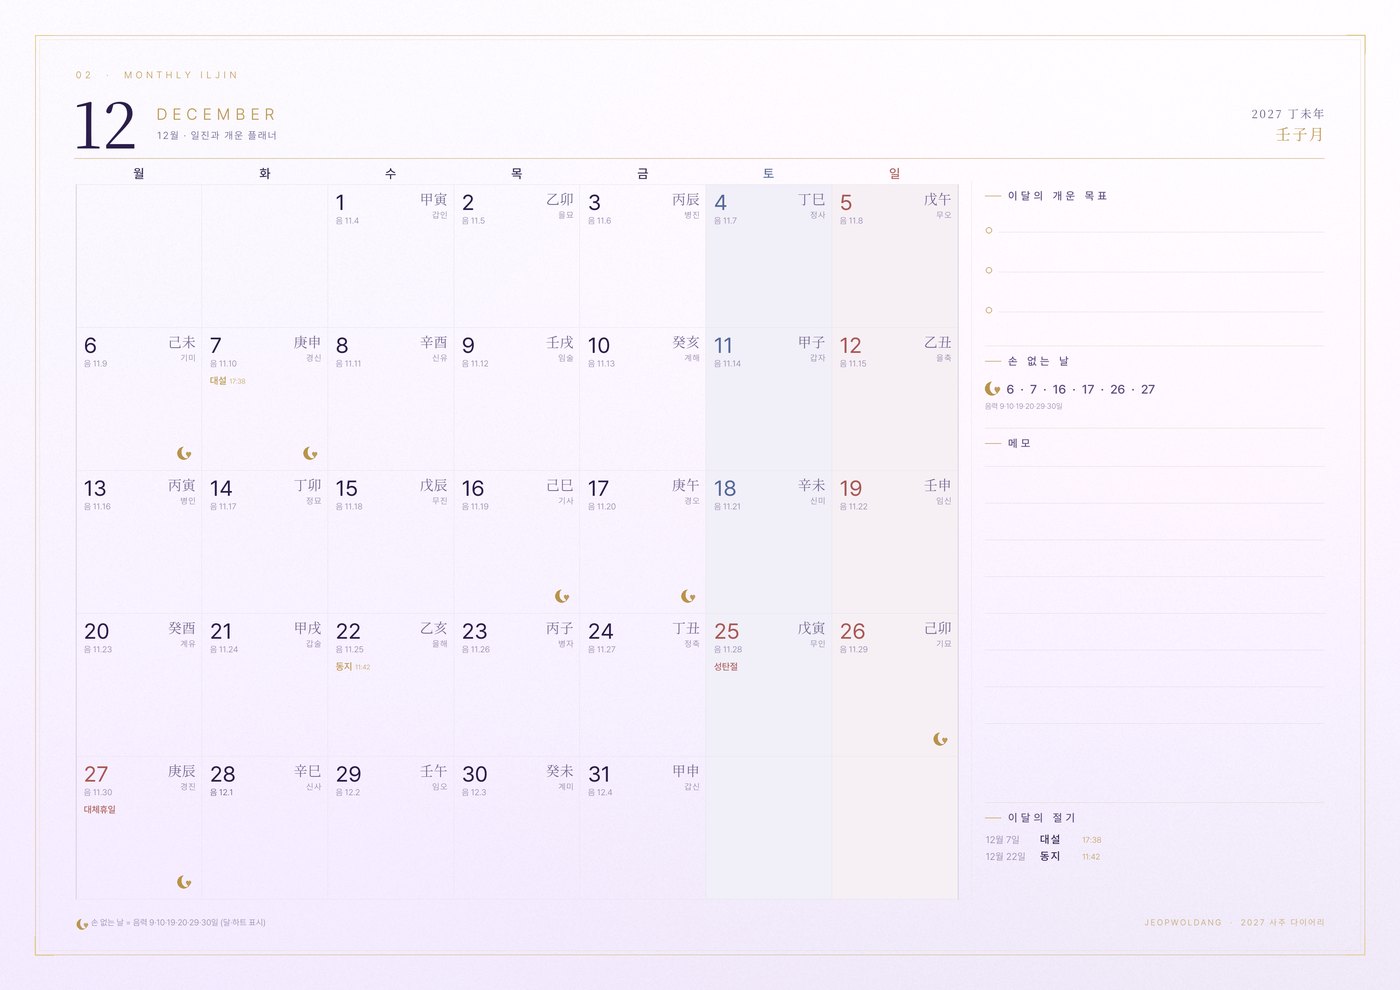 02 · MONTHLY ILJIN
12 DECEMBER
12월 · 일진과 개운 플래너
2027 丁未年
壬子月
월 화 수 목 금 토 일
1 甲寅 2 乙卯 3 丙辰 4 丁巳 5 戊午
음 11.4 갑인 음 11.5 을묘 음 11.6 병진 음 11.7 정사 음 11.8 무오
6 己未 7 庚申 8 辛酉 9 壬戌 10 癸亥 11 甲子 12 乙丑
음 11.9 기미 음 11.10 경신 음 11.11 신유 음 11.12 임술 음 11.13 계해 음 11.14 갑자 음 11.15 을축
대설 17:38
13 丙寅 14 丁卯 15 戊辰 16 己巳 17 庚午 18 辛未 19 壬申
음 11.16 병인 음 11.17 정묘 음 11.18 무진 음 11.19 기사 음 11.20 경오 음 11.21 신미 음 11.22 임신
20 癸酉 21 甲戌 22 乙亥 23 丙子 24 丁丑 25 戊寅 26 己卯
음 11.23 계유 음 11.24 갑술 음 11.25 을해 음 11.26 병자 음 11.27 정축 음 11.28 무인 음 11.29 기묘
동지 11:42 성탄절
27 庚辰 28 辛巳 29 壬午 30 癸未 31 甲申
음 11.30 경진 음 12.1 신사 음 12.2 임오 음 12.3 계미 음 12.4 갑신
대체휴일
이달의 개운 목표
손 없는 날
6 · 7 · 16 · 17 · 26 · 27
음력 9·10·19·20·29·30일
메모
이달의 절기
12월 7일 대설 17:38
12월 22일 동지 11:42
손 없는 날 = 음력 9·10·19·20·29·30일 (달·하트 표시)
JEOPWOLDANG · 2027 사주 다이어리